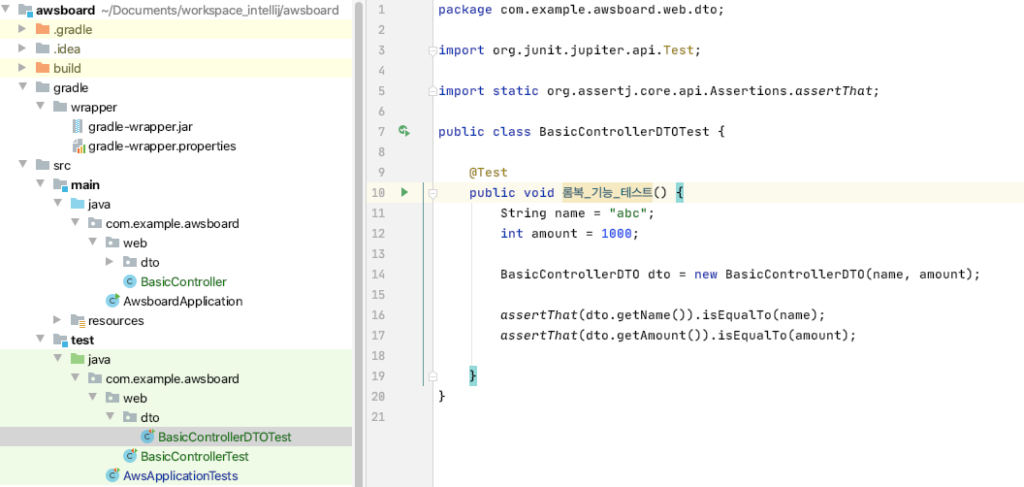 awsboard ~/Documents/workspace_intellij/awsboard
.gradle
.idea
build
gradle
wrapper
gradle-wrapper.jar
gradle-wrapper.properties
src
main
java
com.example.awsboard
web
dto
BasicController
AwsboardApplication
resources
test
java
com.example.awsboard
web
dto
BasicControllerDTOTest
BasicControllerTest
AwsApplicationTests
1 package com.example.awsboard.web.dto;
2
3 import org.junit.jupiter.api.Test;
4
5 import static org.assertj.core.api.Assertions.assertThat;
6
7 public class BasicControllerDTOTest {
8
9 @Test
10 public void 롬복_기능_테스트() {
11 String name = "abc";
12 int amount = 1000;
13
14 BasicControllerDTO dto = new BasicControllerDTO(name, amount);
15
16 assertThat(dto.getName()).isEqualTo(name);
17 assertThat(dto.getAmount()).isEqualTo(amount);
18
19 }
20 }
21